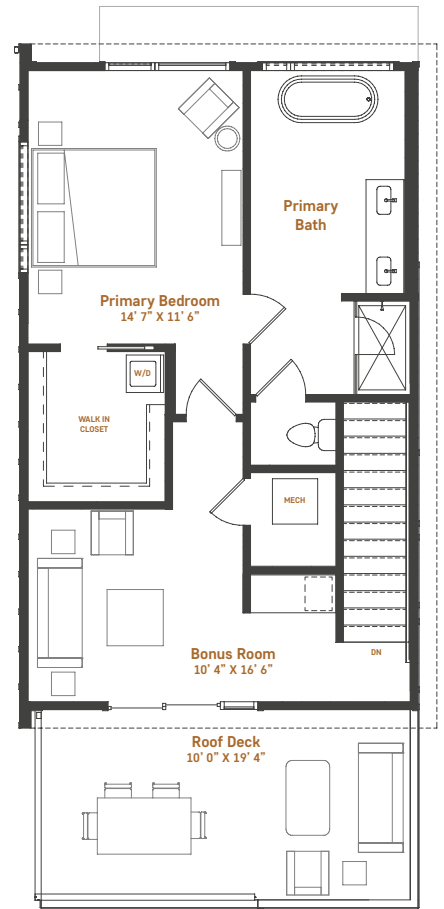 Primary
Bath
Primary Bedroom
14' 7" X 11' 6"
W/D
WALK IN
CLOSET
MECH
Bonus Room
10' 4" X 16' 6"
DN
Roof Deck
10' 0" X 19' 4"